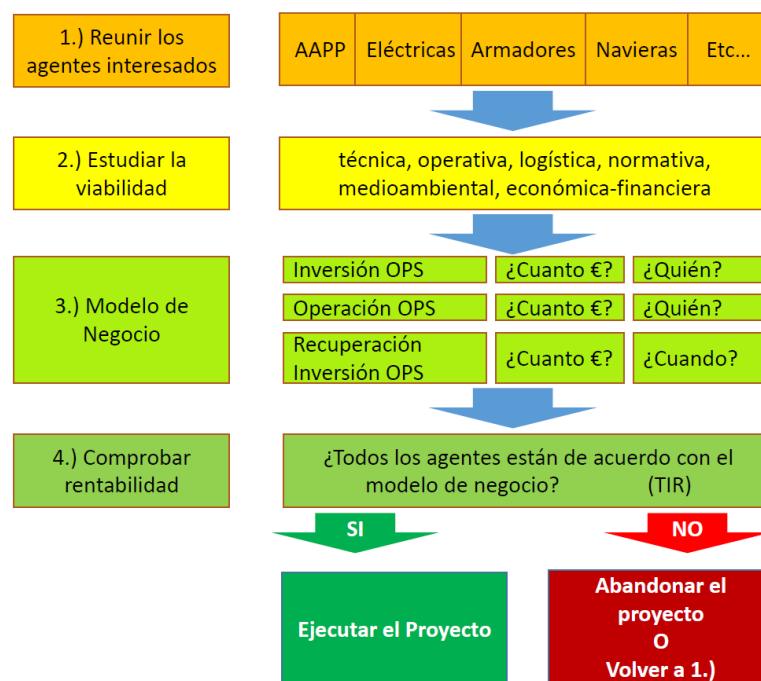 1.) Reunir los
agentes interesados
AAPP
Eléctricas
Armadores
Navieras
Etc...
2.) Estudiar la
viabilidad
técnica, operativa, logística, normativa,
medioambiental, económica-financiera
3.) Modelo de
Negocio
Inversión OPS
¿Cuanto €?
¿Quién?
Operación OPS
¿Cuanto €?
¿Quién?
Recuperación
Inversión OPS
¿Cuanto €?
¿Cuando?
4.) Comprobar
rentabilidad
¿Todos los agentes están de acuerdo con el
modelo de negocio? (TIR)
SI
NO
Ejecutar el Proyecto
Abandonar el
proyecto
O
Volver a 1.)